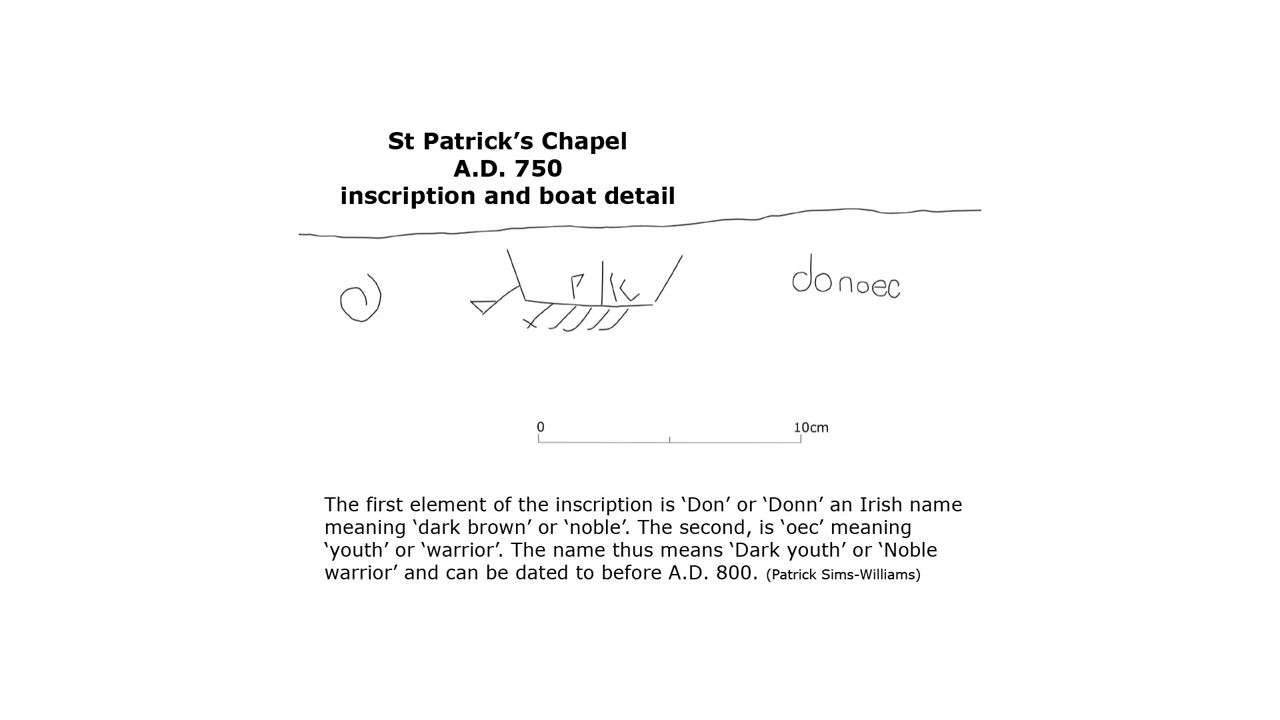 St Patrick’s Chapel
A.D. 750
inscription and boat detail
donoec
0 10cm
The first element of the inscription is ‘Don’ or ‘Donn’ an Irish name
meaning ‘dark brown’ or ‘noble’. The second, is ‘oec’ meaning
‘youth’ or ‘warrior’. The name thus means ‘Dark youth’ or ‘Noble
warrior’ and can be dated to before A.D. 800. (Patrick Sims-Williams)